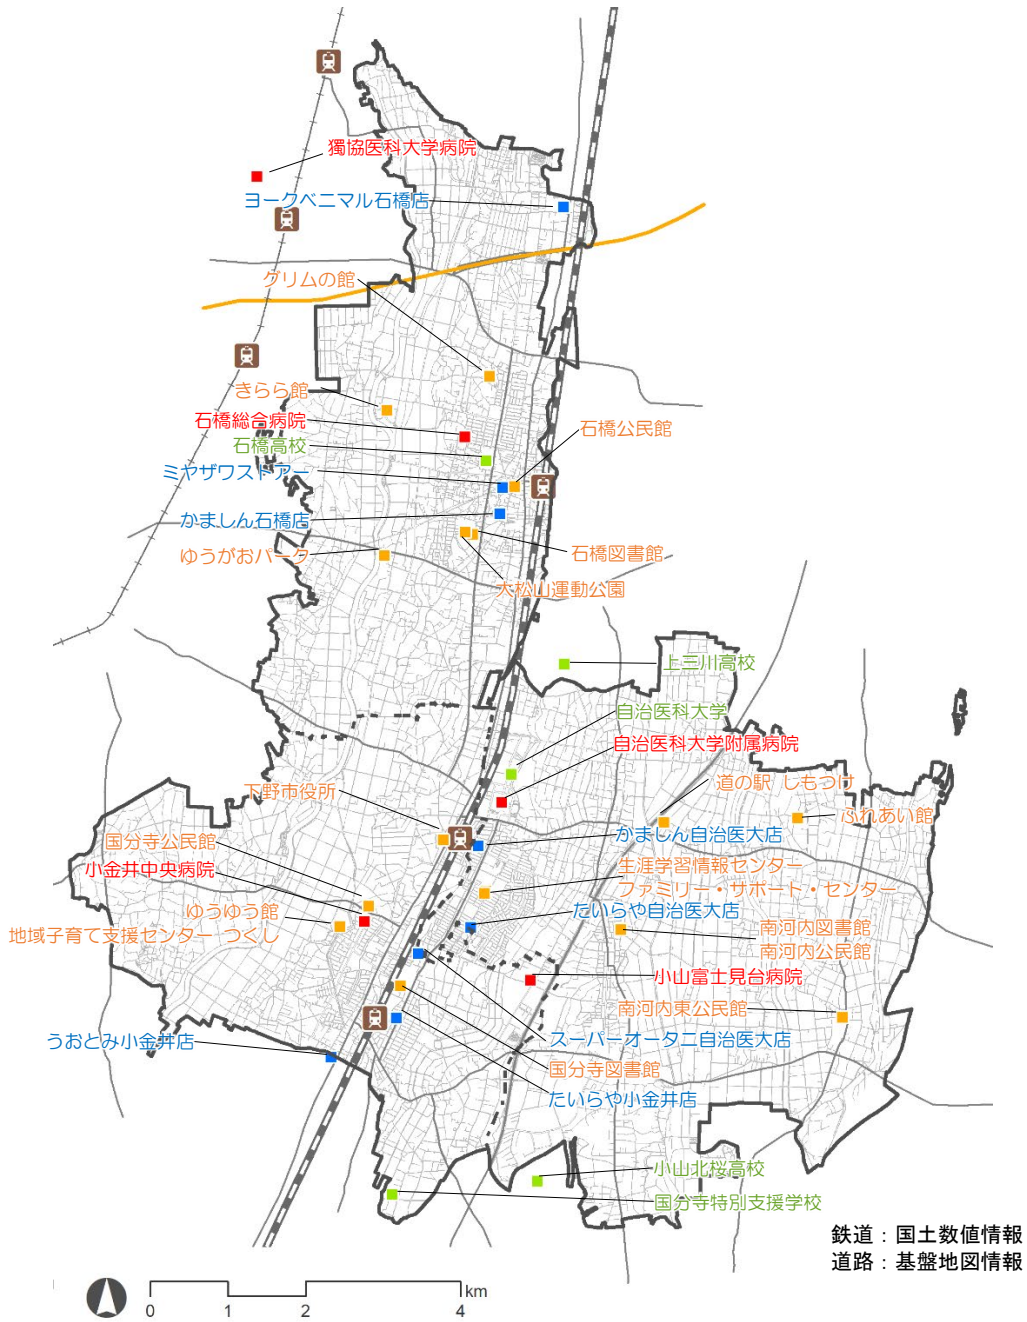 獨協医科大学病院
ヨークベニマル石橋店
グリムの館
きらら館
石橋総合病院
石橋公民館
石橋高校
ミヤザワストアー
かましん石橋店
ゆうがおパーク
石橋図書館
大松山運動公園
上三川高校
自治医科大学
自治医科大学附属病院
道の駅 しもつけ
下野市役所
ふれあい館
かましん自治医大店
国分寺公民館
生涯学習情報センター
ファミリー・サポート・センター
小金井中央病院
ゆうゆう館
たいらや自治医大店
地域子育て支援センター つくし
南河内図書館
南河内公民館
小山富士見台病院
南河内東公民館
うおとみ小金井店
スーパーオータニ自治医大店
国分寺図書館
たいらや小金井店
小山北桜高校
国分寺特別支援学校
鉄道：国土数値情報
道路：基盤地図情報
km
0 1 2 4